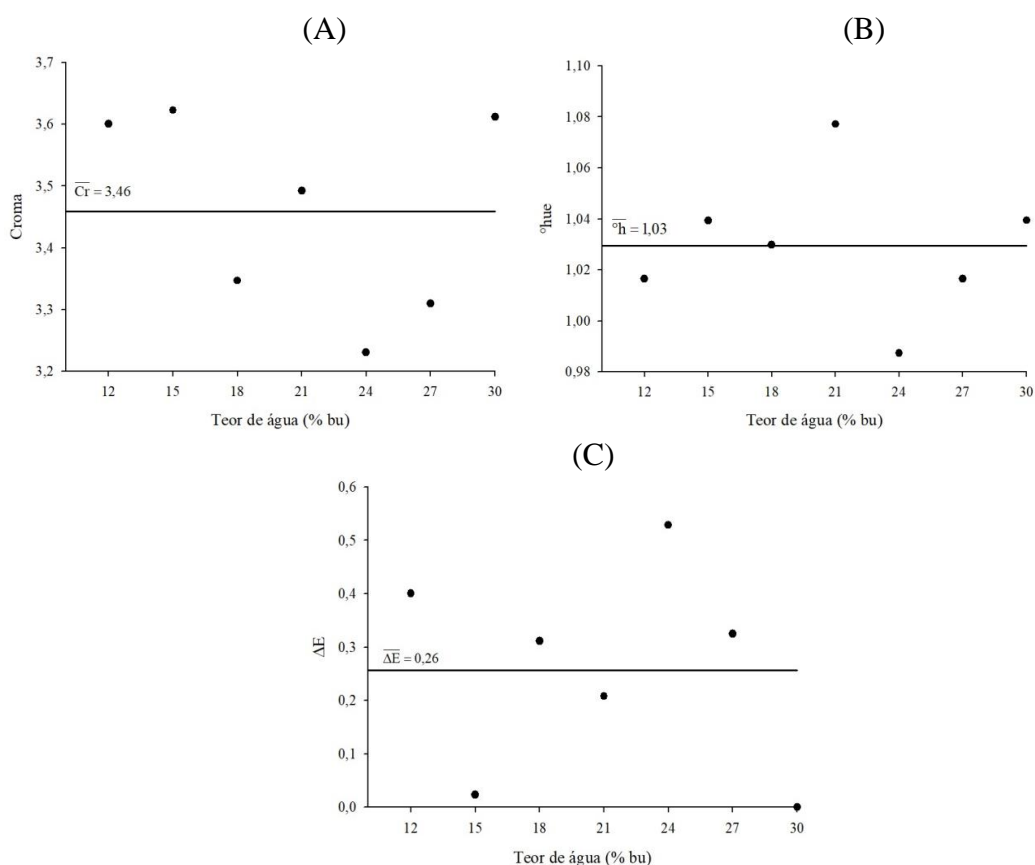 (A)
3,7
3,6
3,5
3,4
3,3
3,2
Croma
C̅r̅ = 3,46
12 15 18 21 24 27 30
Teor de água (% bu)
(B)
1,10
1,08
1,06
1,04
1,02
1,00
0,98
°hue
°̅h̅ = 1,03
12 15 18 21 24 27 30
Teor de água (% bu)
(C)
0,6
0,5
0,4
0,3
0,2
0,1
0,0
ΔE
Δ̅E̅ = 0,26
12 15 18 21 24 27 30
Teor de água (% bu)